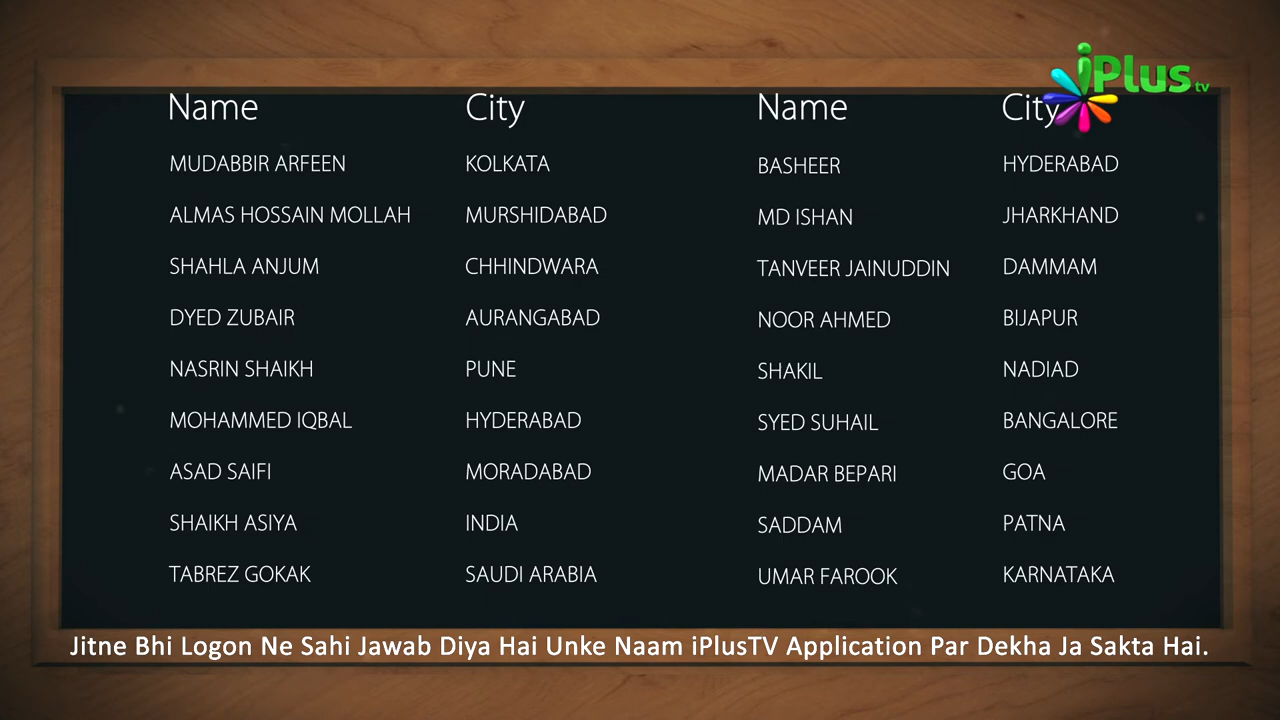 iPlus tv
Name City Name City
MUDABBIR ARFEEN KOLKATA BASHEER HYDERABAD
ALMAS HOSSAIN MOLLAH MURSHIDABAD MD ISHAN JHARKHAND
SHAHLA ANJUM CHHINDWARA TANVEER JAINUDDIN DAMMAM
DYED ZUBAIR AURANGABAD NOOR AHMED BIJAPUR
NASRIN SHAIKH PUNE SHAKIL NADIAD
MOHAMMED IQBAL HYDERABAD SYED SUHAIL BANGALORE
ASAD SAIFI MORADABAD MADAR BEPARI GOA
SHAIKH ASIYA INDIA SADDAM PATNA
TABREZ GOKAK SAUDI ARABIA UMAR FAROOK KARNATAKA
Jitne Bhi Logon Ne Sahi Jawab Diya Hai Unke Naam iPlusTV Application Par Dekha Ja Sakta Hai.